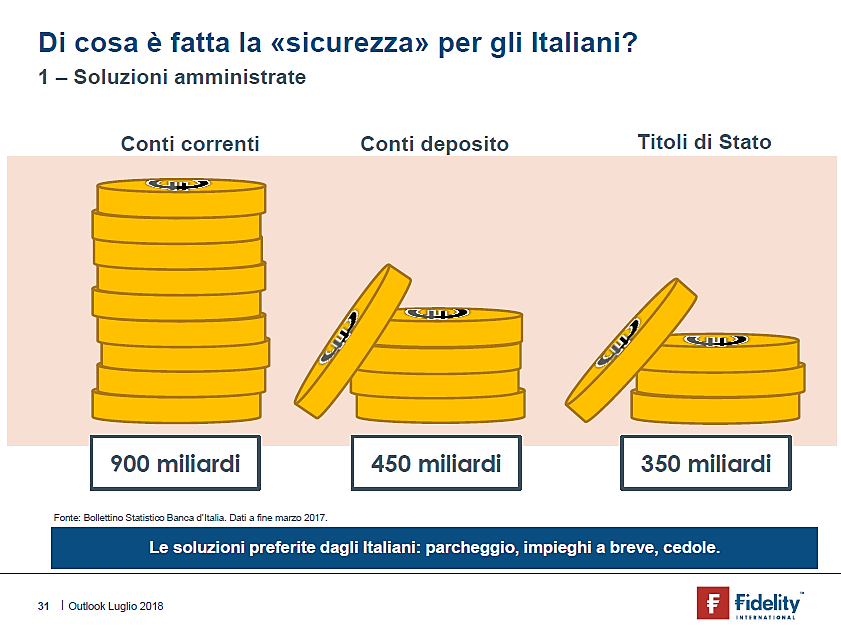 Di cosa è fatta la «sicurezza» per gli Italiani?
1 – Soluzioni amministrate
Conti correnti
Conti deposito
Titoli di Stato
900 miliardi
450 miliardi
350 miliardi
Fonte: Bollettino Statistico Banca d'Italia. Dati a fine marzo 2017.
Le soluzioni preferite dagli Italiani: parcheggio, impieghi a breve, cedole.
31 | Outlook Luglio 2018
Fidelity™
INTERNATIONAL